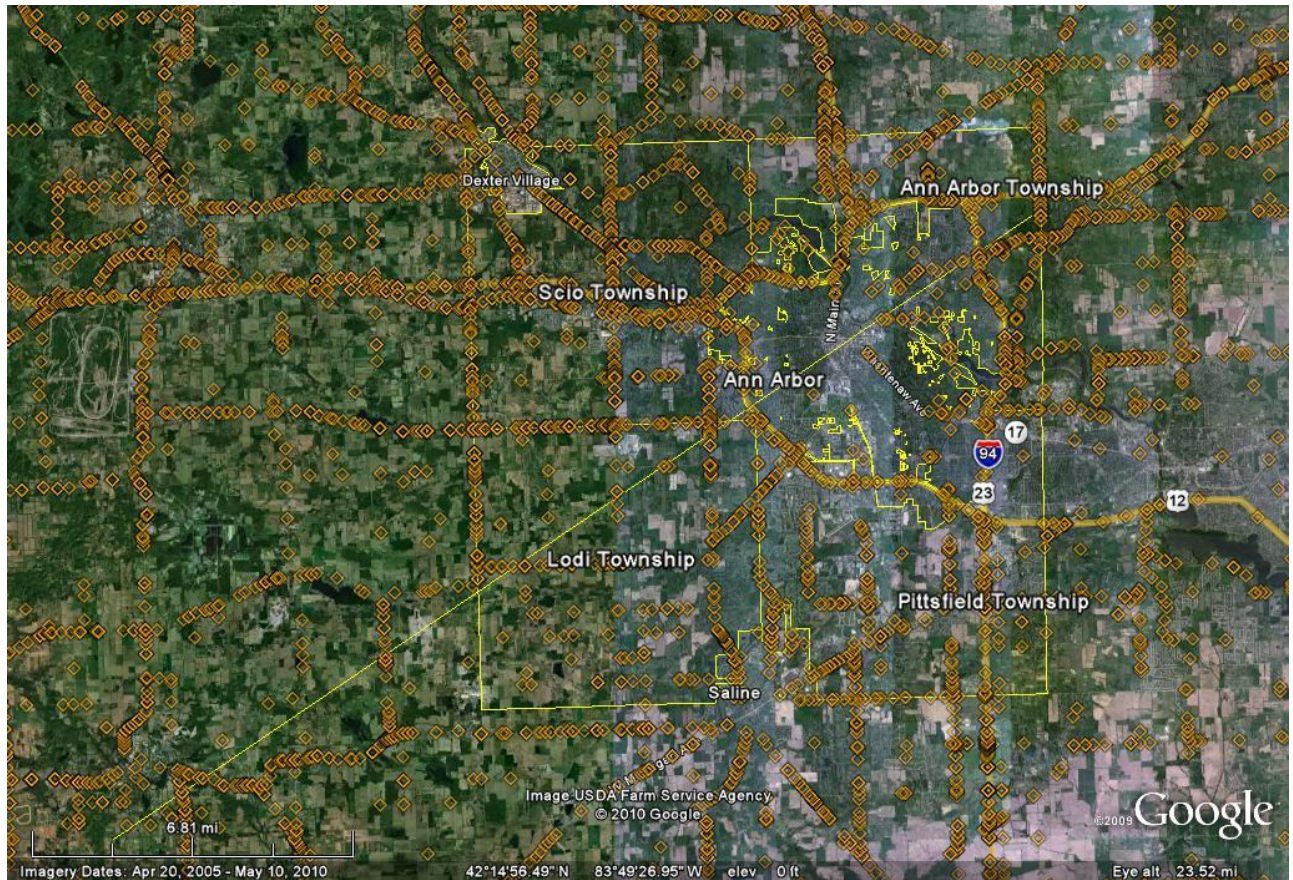 Dexter Village
Ann Arbor Township
Scio Township
N Main
Ann Arbor
Washtenaw Ave
17
94
23
12
Lodi Township
Pittsfield Township
Saline
Image USDA Farm Service Agency
© 2010 Google
©2009 Google
6.81 mi
Imagery Dates: Apr 20, 2005 - May 10, 2010 42°14'56.49" N 83°49'26.95" W elev 0 ft Eye alt 23.52 mi